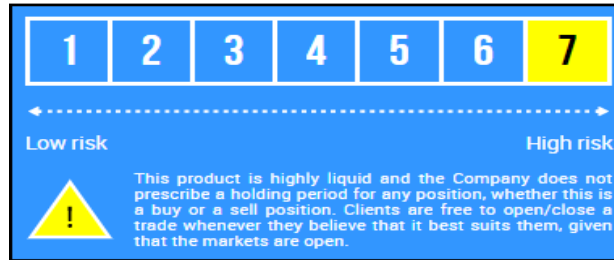 1 2 3 4 5 6 7
Low risk High risk
This product is highly liquid and the Company does not
prescribe a holding period for any position, whether this is
a buy or a sell position. Clients are free to open/close a
trade whenever they believe that it best suits them, given
that the markets are open.
!